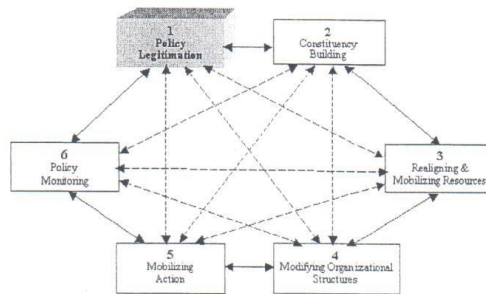 1
Policy
Legitimation
2
Constituency
Building
3
Realigning &
Mobilizing Resources
4
Modifying Organizational
Structures
5
Mobilizing
Action
6
Policy
Monitoring